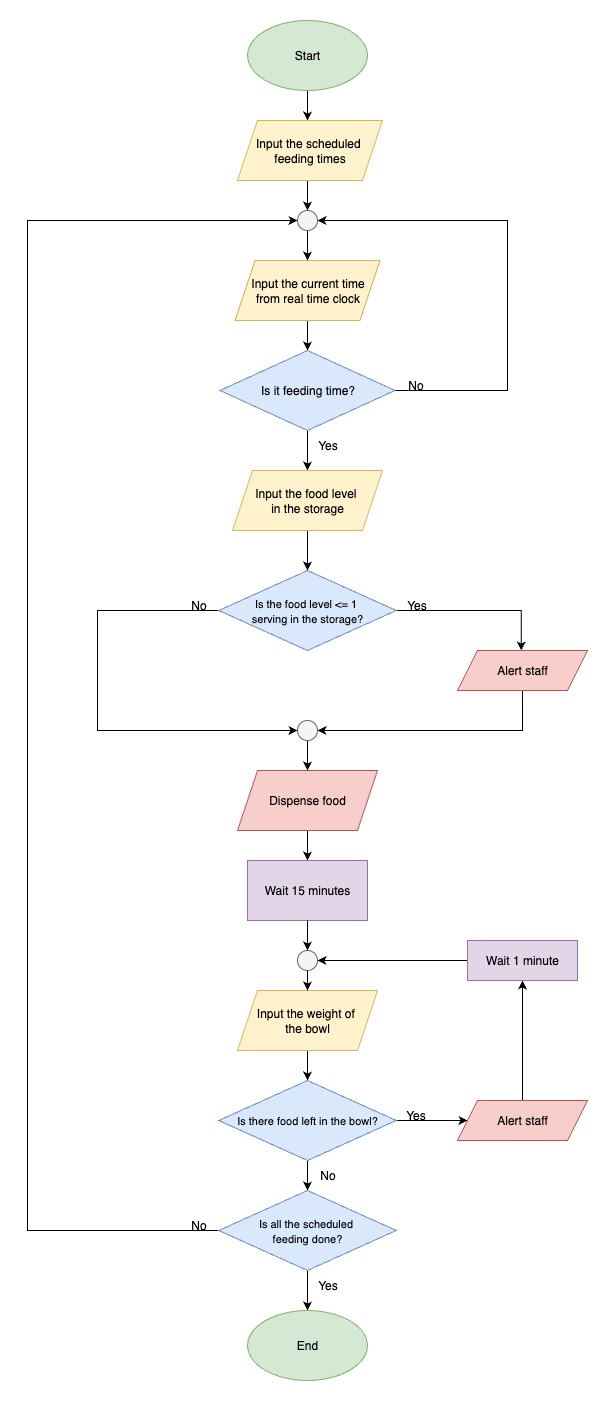 Start
Input the scheduled
feeding times
Input the current time
from real time clock
Is it feeding time?
No
Yes
Input the food level
in the storage
No
Is the food level <= 1
serving in the storage?
Yes
Alert staff
Dispense food
Wait 15 minutes
Wait 1 minute
Input the weight of
the bowl
Is there food left in the bowl?
Yes
Alert staff
No
No
Is all the scheduled
feeding done?
Yes
End